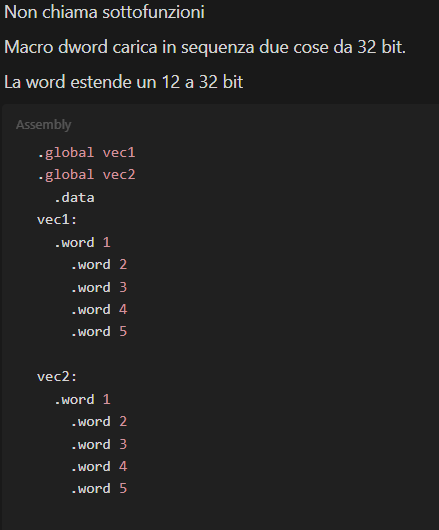 Non chiama sottofunzioni
Macro dword carica in sequenza due cose da 32 bit.
La word estende un 12 a 32 bit
Assembly
.global vec1
.global vec2
.data
vec1:
.word 1
.word 2
.word 3
.word 4
.word 5
vec2:
.word 1
.word 2
.word 3
.word 4
.word 5